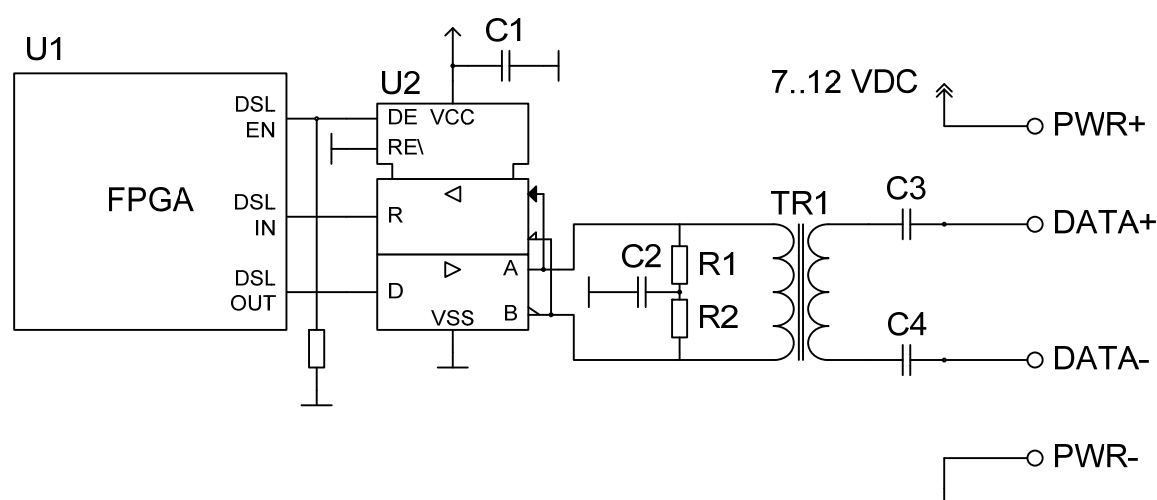 U1
FPGA
DSL
EN
DSL
IN
DSL
OUT
U2
C1
DE VCC
RE\
R
A
D
B
VSS
C2
R1
R2
TR1
C3
C4
7..12 VDC
PWR+
DATA+
DATA-
PWR-